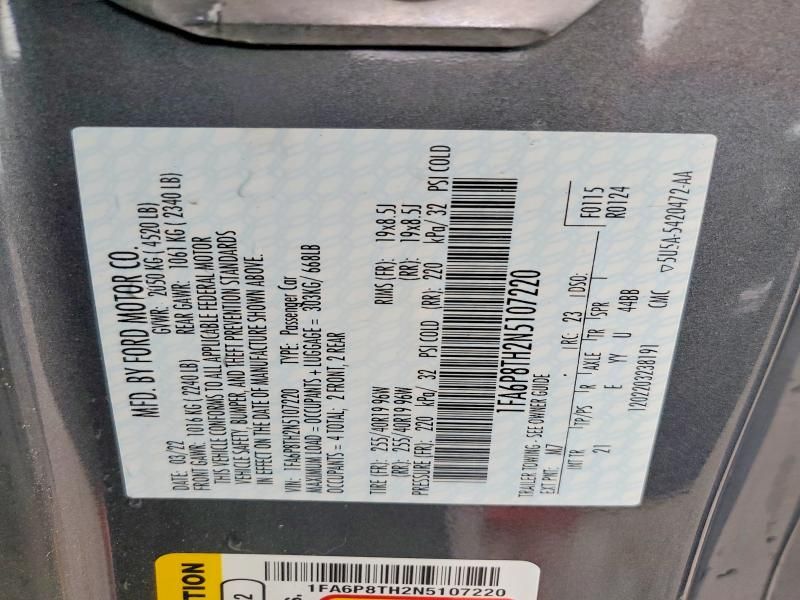 MFD. BY FORD MOTOR CO.
DATE: 03/22 GVWR: 2050 KG (4520 LB)
FRONT GAWR: 1016 KG (2240 LB) REAR GAWR: 1061 KG (2340 LB)
THIS VEHICLE CONFORMS TO ALL APPLICABLE FEDERAL MOTOR
VEHICLE SAFETY, BUMPER, AND THEFT PREVENTION STANDARDS
IN EFFECT ON THE DATE OF MANUFACTURE SHOWN ABOVE.
VIN: 1FA6P8TH2N5107220 TYPE: Passenger Car
MAXIMUM LOAD = OCCUPANTS + LUGGAGE = 303KG/ 668LB
OCCUPANTS = 4 TOTAL; 2 FRONT, 2 REAR
TIRE (FR): 255/40R19 96W RIMS (FR): 19x8.5J
(RR): 255/40R19 96W (RR): 19x8.5J
PRESSURE (FR): 220 kPa/ 32 PSI COLD (RR): 220 kPa/ 32 PSI COLD
1FA6P8TH2N5107220
TRAILER TOWING - SEE OWNER GUIDE
EXT PNT: M7 RC: 23 DSO: F0115
INT TR TP/PS R AXLE TR SPR R0124
21 E YY U 44BB
12022032381​91 CMC 5U5A-5420472-AA
1FA6P8TH2N5107220